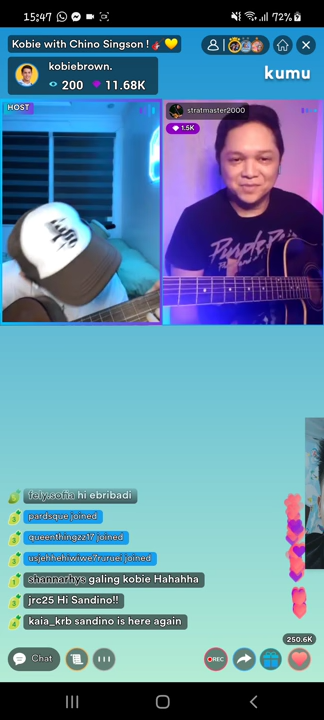 15:47
72%
Kobie with Chino Singson !
kobiebrown.
200 11.68K
kumu
HOST
stratmaster2000
1.5K
fely.sofia hi ebribadi
pardsque joined
queenthingzz17 joined
usjehhehiwiwe7ruruei joined
shannarhys galing kobie Hahahha
jrc25 Hi Sandino!!
kaia_krb sandino is here again
250.6K
Chat
REC